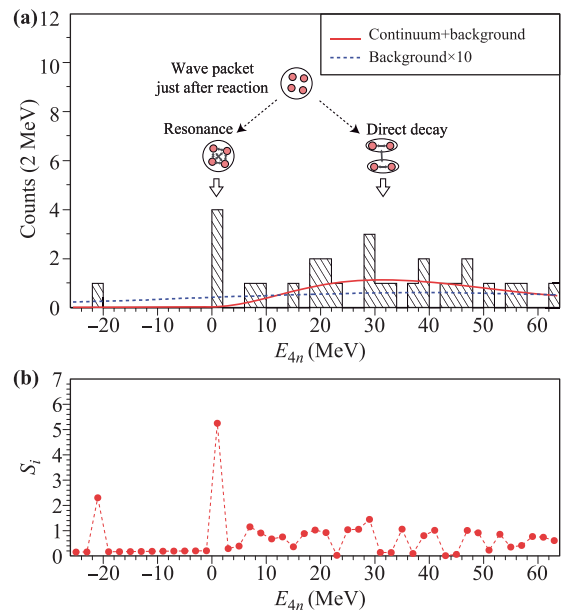 (a)
12
10
8
6
4
2
0
Counts (2 MeV)
Continuum+background
Background×10
Wave packet
just after reaction
Resonance
Direct decay
−20 −10 0 10 20 30 40 50 60
E4n (MeV)
(b)
7
6
5
4
3
2
1
0
Si
−20 −10 0 10 20 30 40 50 60
E4n (MeV)